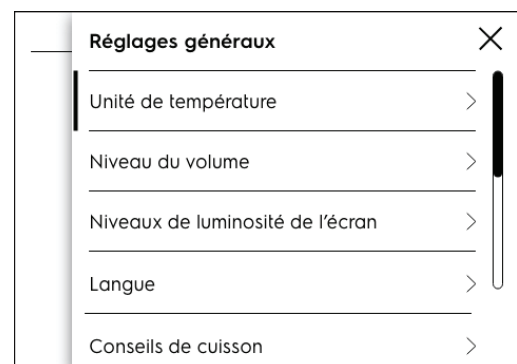 Réglages généraux
Unité de température
Niveau du volume
Niveaux de luminosité de l’écran
Langue
Conseils de cuisson